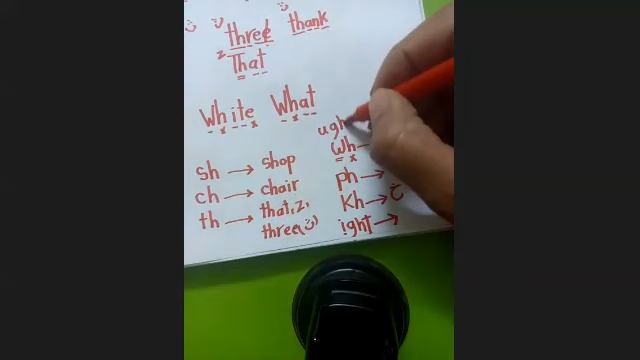 three thank
z That
White What
ugh
sh → shop wh
ch → chair ph →
th → that, z, Kh →
three( ight →